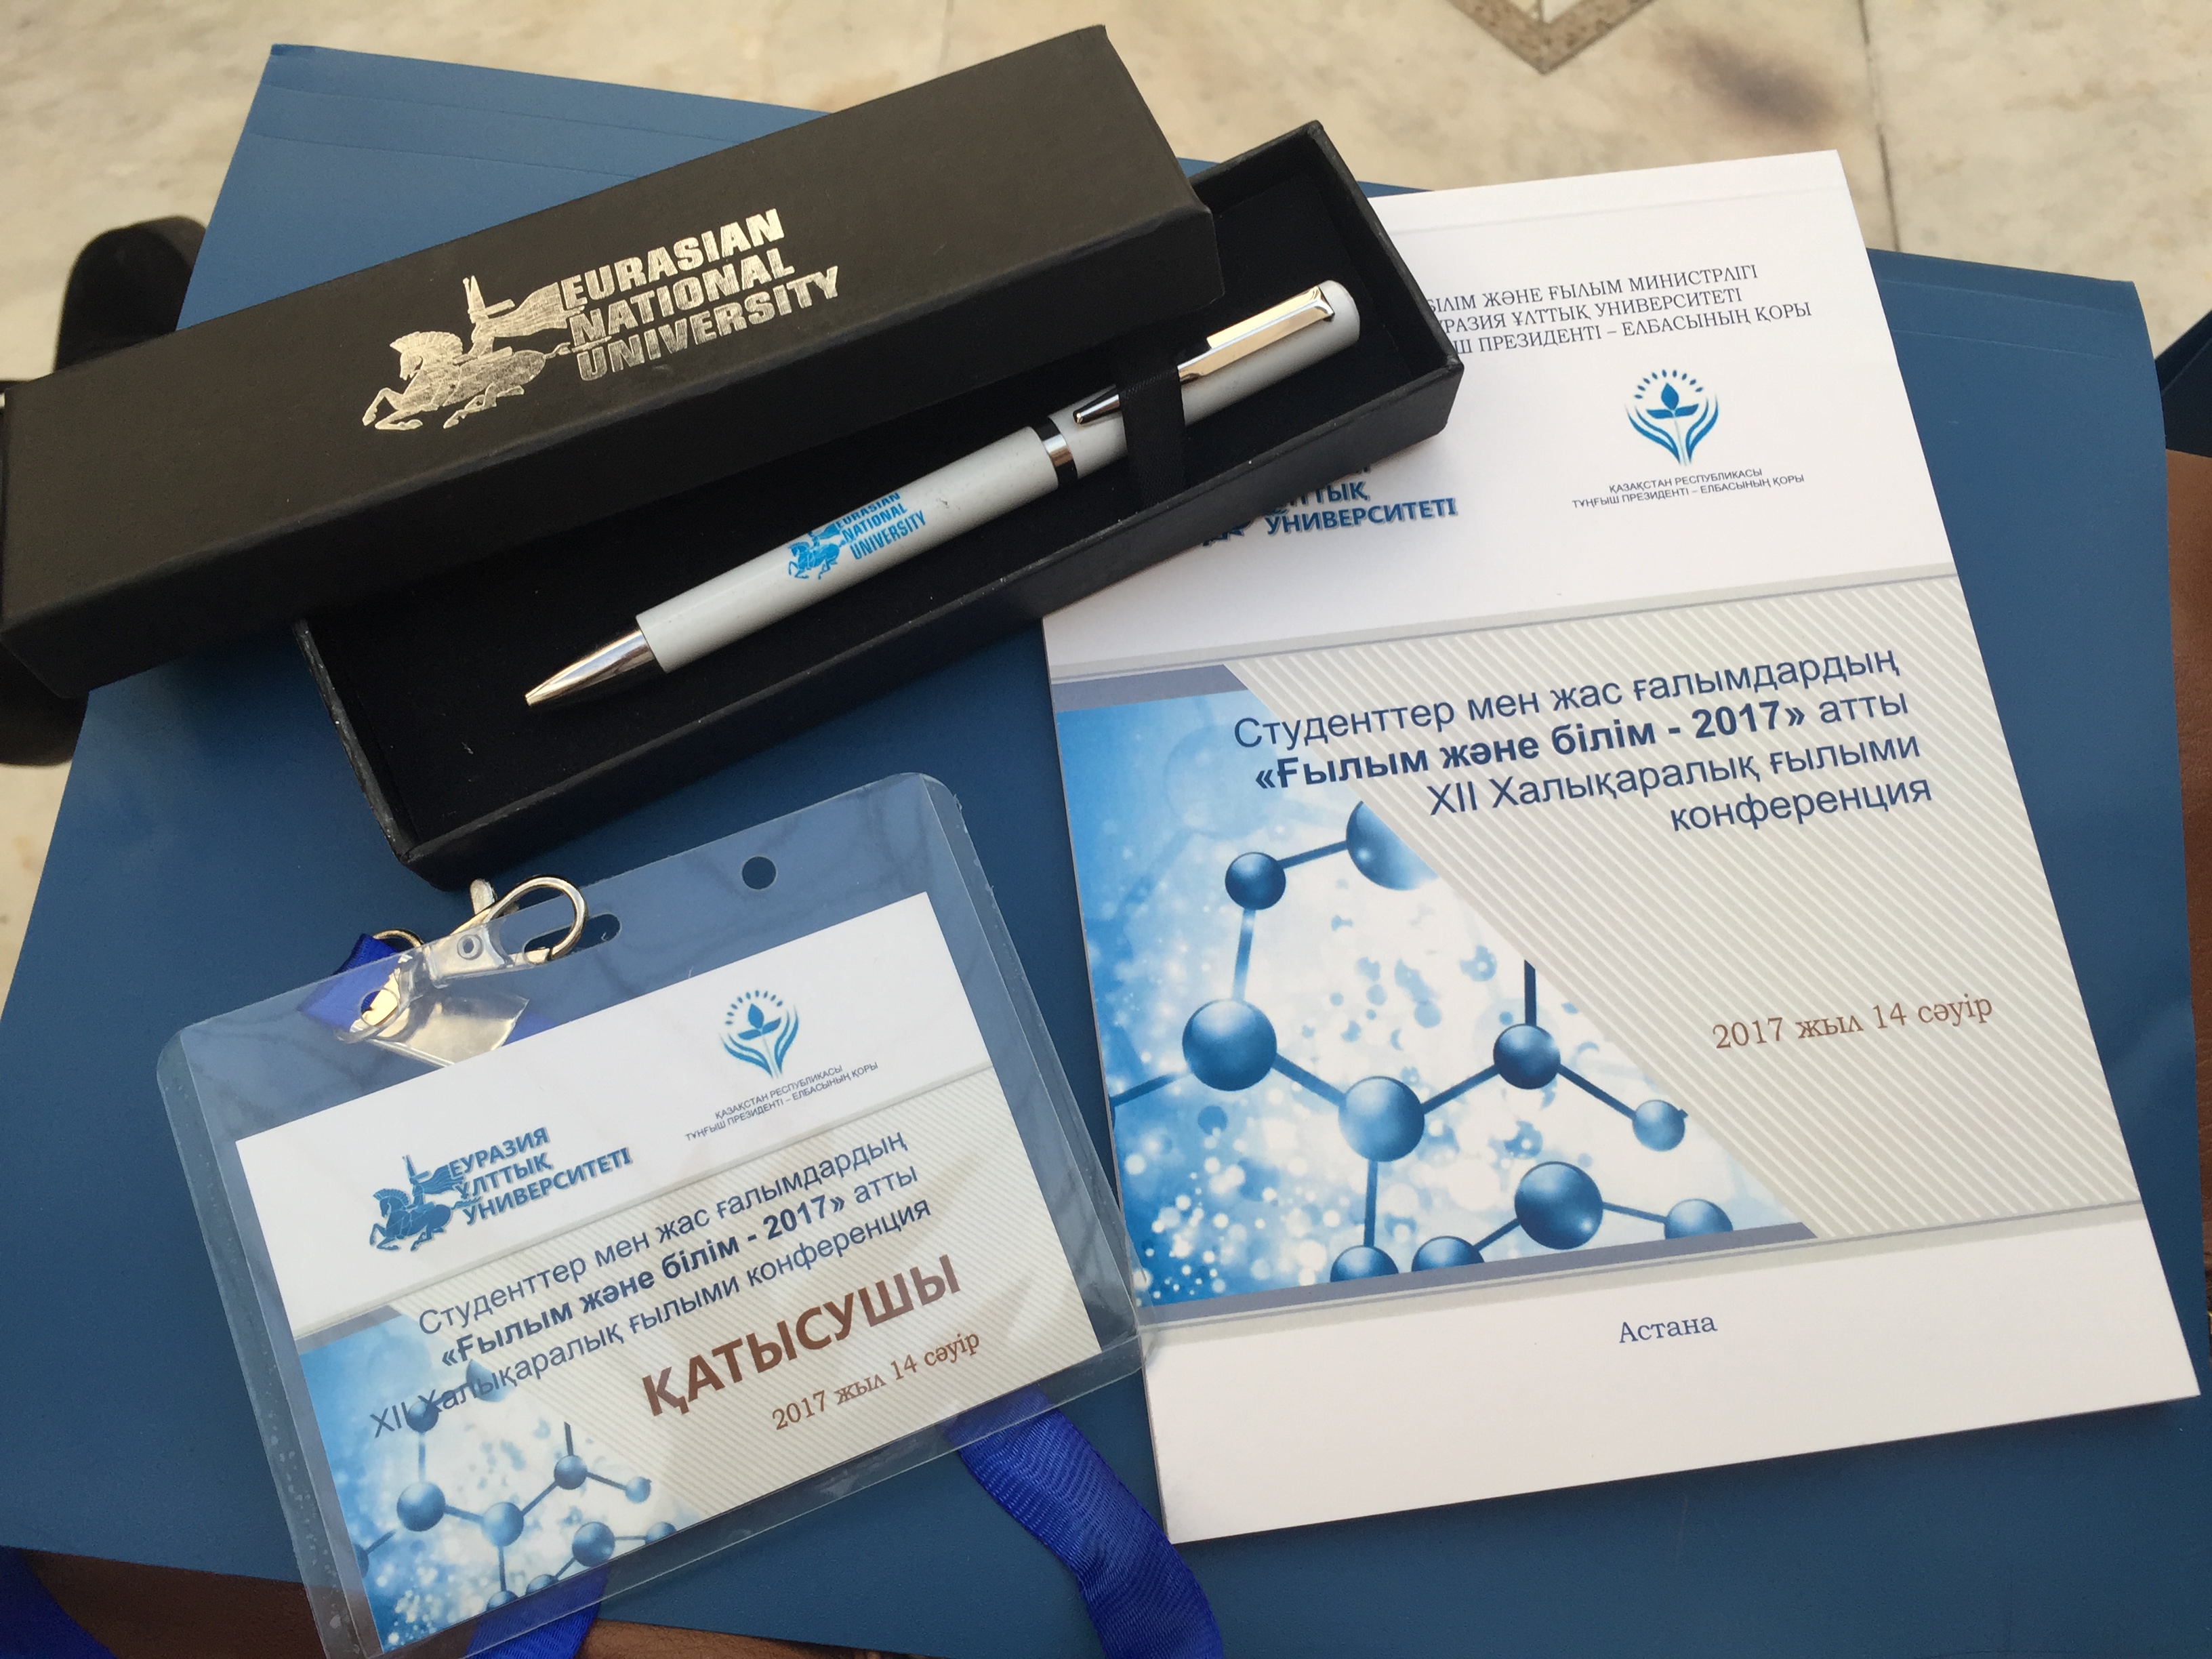 EURASIAN
NATIONAL
UNIVERSITY
EURASIAN
NATIONAL
UNIVERSITY
ЖӘНЕ ҒЫЛЫМ МИНИСТРЛІГІ
ҰЛТТЫҚ УНИВЕРСИТЕТІ
ПРЕЗИДЕНТІ – ЕЛБАСЫНЫҢ ҚОРЫ
УНИВЕРСИТЕТІ
ҚАЗАҚСТАН РЕСПУБЛИКАСЫ
ТҰҢҒЫШ ПРЕЗИДЕНТІ – ЕЛБАСЫНЫҢ ҚОРЫ
Студенттер мен жас ғалымдардың
«Ғылым және білім - 2017» атты
XII Халықаралық ғылыми
конференция
2017 жыл 14 сәуір
Астана
ҚАЗАҚСТАН РЕСПУБЛИКАСЫ
ТҰҢҒЫШ ПРЕЗИДЕНТІ – ЕЛБАСЫНЫҢ ҚОРЫ
ЕУРАЗИЯ
ҰЛТТЫҚ
УНИВЕРСИТЕТІ
Студенттер мен жас ғалымдардың
«Ғылым және білім - 2017» атты
XII Халықаралық ғылыми конференция
ҚАТЫСУШЫ
2017 жыл 14 сәуір